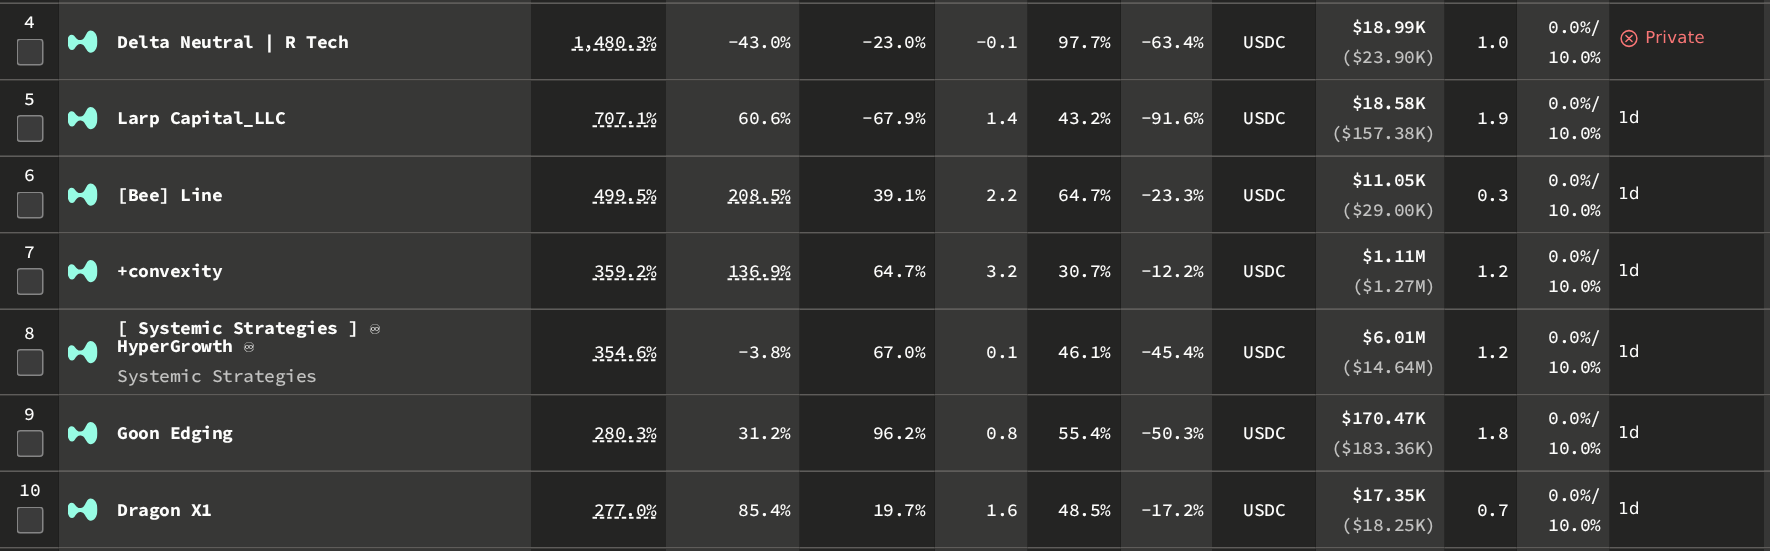 4
Delta Neutral | R Tech 1,480.3% -43.0% -23.0% -0.1 97.7% -63.4% USDC $18.99K ($23.90K) 1.0 0.0%/ 10.0% Private
5
Larp Capital_LLC 707.1% 60.6% -67.9% 1.4 43.2% -91.6% USDC $18.58K ($157.38K) 1.9 0.0%/ 10.0% 1d
6
[Bee] Line 499.5% 208.5% 39.1% 2.2 64.7% -23.3% USDC $11.05K ($29.00K) 0.3 0.0%/ 10.0% 1d
7
+convexity 359.2% 136.9% 64.7% 3.2 30.7% -12.2% USDC $1.11M ($1.27M) 1.2 0.0%/ 10.0% 1d
8
[ Systemic Strategies ] ♾
HyperGrowth ♾
Systemic Strategies 354.6% -3.8% 67.0% 0.1 46.1% -45.4% USDC $6.01M ($14.64M) 1.2 0.0%/ 10.0% 1d
9
Goon Edging 280.3% 31.2% 96.2% 0.8 55.4% -50.3% USDC $170.47K ($183.36K) 1.8 0.0%/ 10.0% 1d
10
Dragon X1 277.0% 85.4% 19.7% 1.6 48.5% -17.2% USDC $17.35K ($18.25K) 0.7 0.0%/ 10.0% 1d